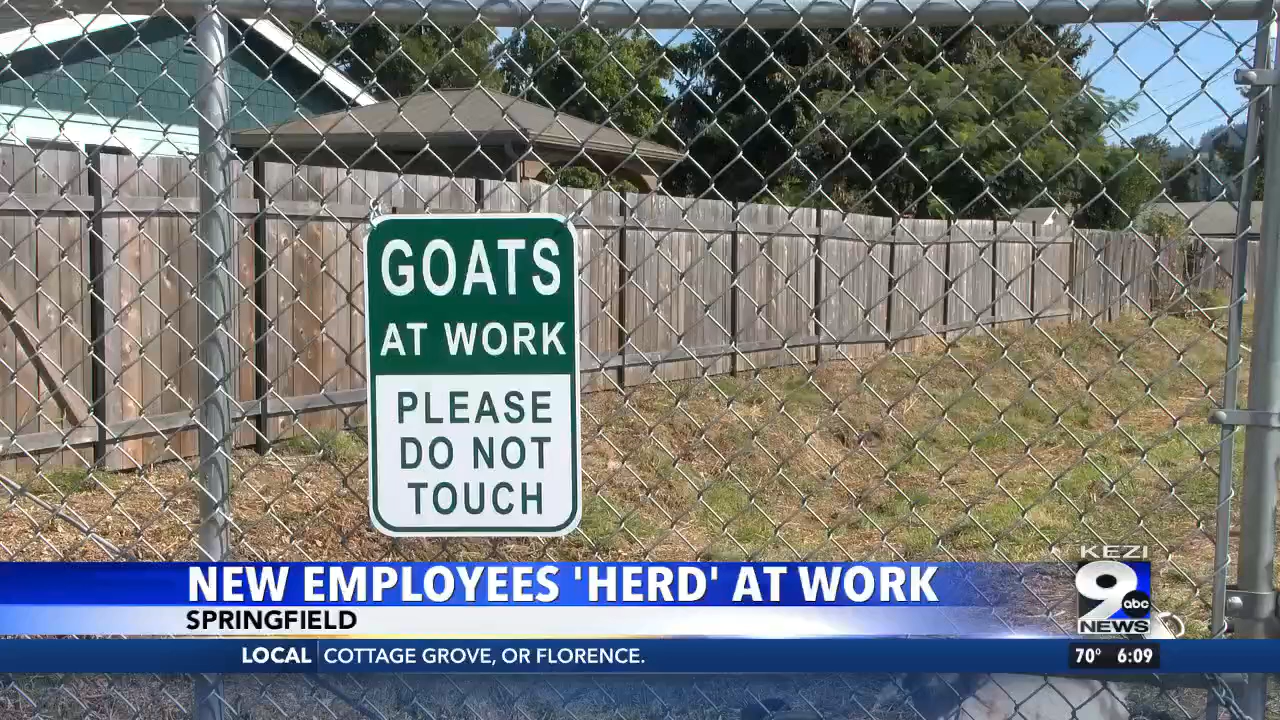 GOATS
AT WORK
PLEASE
DO NOT
TOUCH
NEW EMPLOYEES 'HERD' AT WORK
SPRINGFIELD
KEZI
9
abc
NEWS
LOCAL COTTAGE GROVE, OR FLORENCE.
70° 6:09